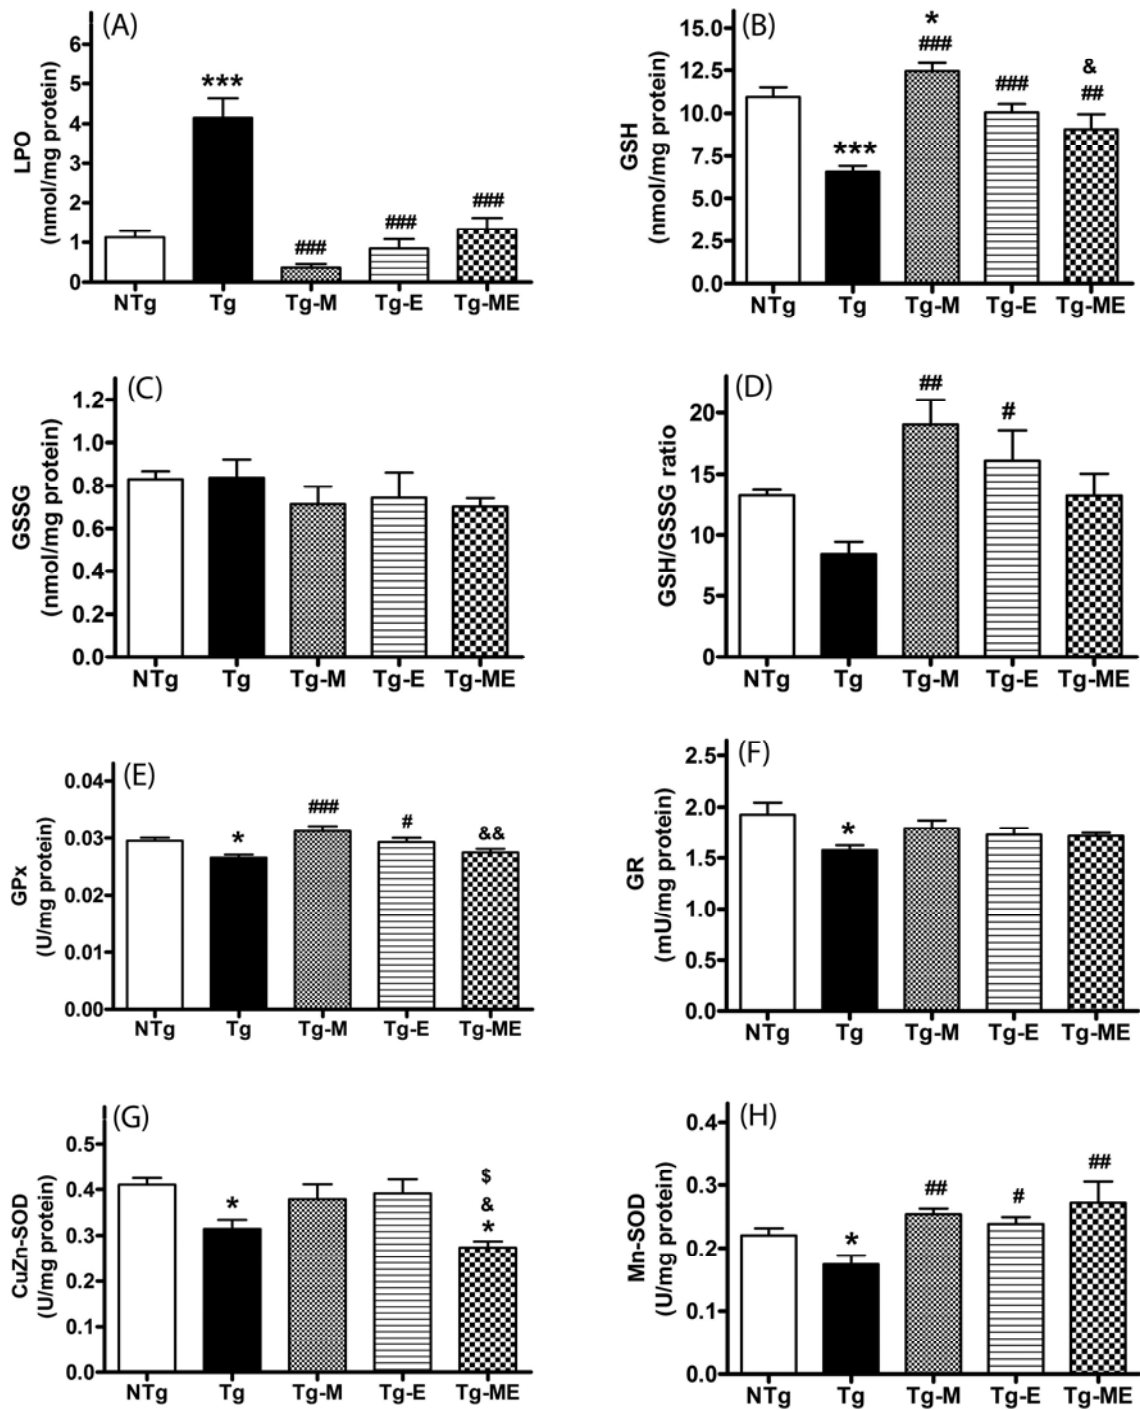 (A)
LPO
(nmol/mg protein)
6
5
4
3
2
1
0
***
###
###
###
NTg Tg Tg-M Tg-E Tg-ME
(B)
GSH
(nmol/mg protein)
15.0
12.5
10.0
7.5
5.0
2.5
0.0
***
*
###
###
&
##
NTg Tg Tg-M Tg-E Tg-ME
(C)
GSSG
(nmol/mg protein)
1.2
1.0
0.8
0.6
0.4
0.2
0.0
NTg Tg Tg-M Tg-E Tg-ME
(D)
GSH/GSSG ratio
20
15
10
5
0
##
#
NTg Tg Tg-M Tg-E Tg-ME
(E)
GPx
(U/mg protein)
0.04
0.03
0.02
0.01
0.00
*
###
#
&&
NTg Tg Tg-M Tg-E Tg-ME
(F)
GR
(mU/mg protein)
2.5
2.0
1.5
1.0
0.5
0.0
*
NTg Tg Tg-M Tg-E Tg-ME
(G)
CuZn-SOD
(U/mg protein)
0.5
0.4
0.3
0.2
0.1
0.0
*
$
&
*
NTg Tg Tg-M Tg-E Tg-ME
(H)
Mn-SOD
(U/mg protein)
0.4
0.3
0.2
0.1
0.0
*
##
#
##
NTg Tg Tg-M Tg-E Tg-ME